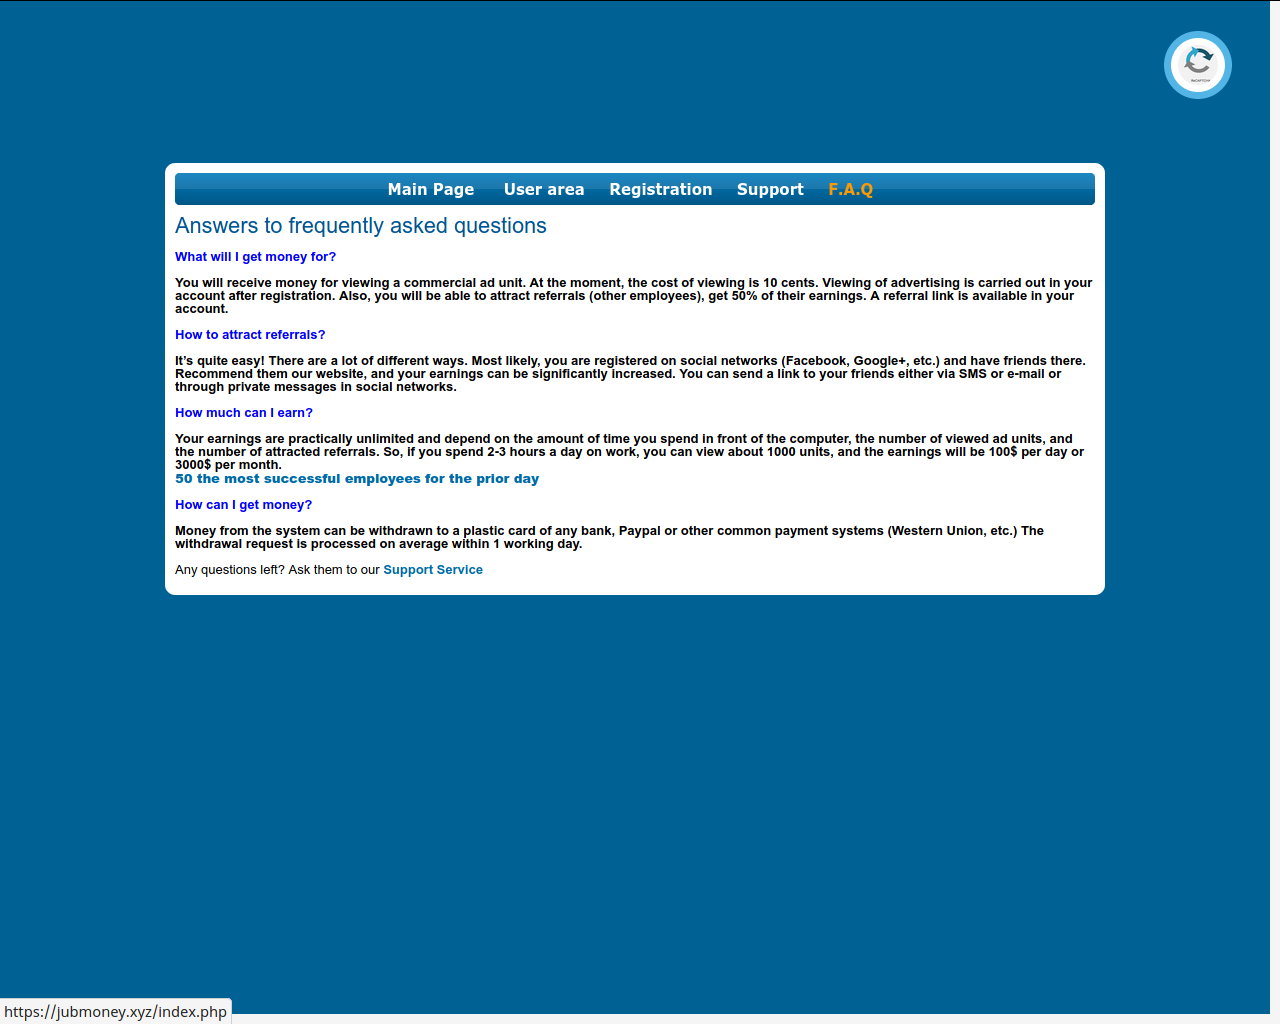 Main Page User area Registration Support F.A.Q
Answers to frequently asked questions
What will I get money for?
You will receive money for viewing a commercial ad unit. At the moment, the cost of viewing is 10 cents. Viewing of advertising is carried out in your
account after registration. Also, you will be able to attract referrals (other employees), get 50% of their earnings. A referral link is available in your
account.
How to attract referrals?
It's quite easy! There are a lot of different ways. Most likely, you are registered on social networks (Facebook, Google+, etc.) and have friends there.
Recommend them our website, and your earnings can be significantly increased. You can send a link to your friends either via SMS or e-mail or
through private messages in social networks.
How much can I earn?
Your earnings are practically unlimited and depend on the amount of time you spend in front of the computer, the number of viewed ad units, and
the number of attracted referrals. So, if you spend 2-3 hours a day on work, you can view about 1000 units, and the earnings will be 100$ per day or
3000$ per month.
50 the most successful employees for the prior day
How can I get money?
Money from the system can be withdrawn to a plastic card of any bank, Paypal or other common payment systems (Western Union, etc.) The
withdrawal request is processed on average within 1 working day.
Any questions left? Ask them to our Support Service
https://jubmoney.xyz/index.php